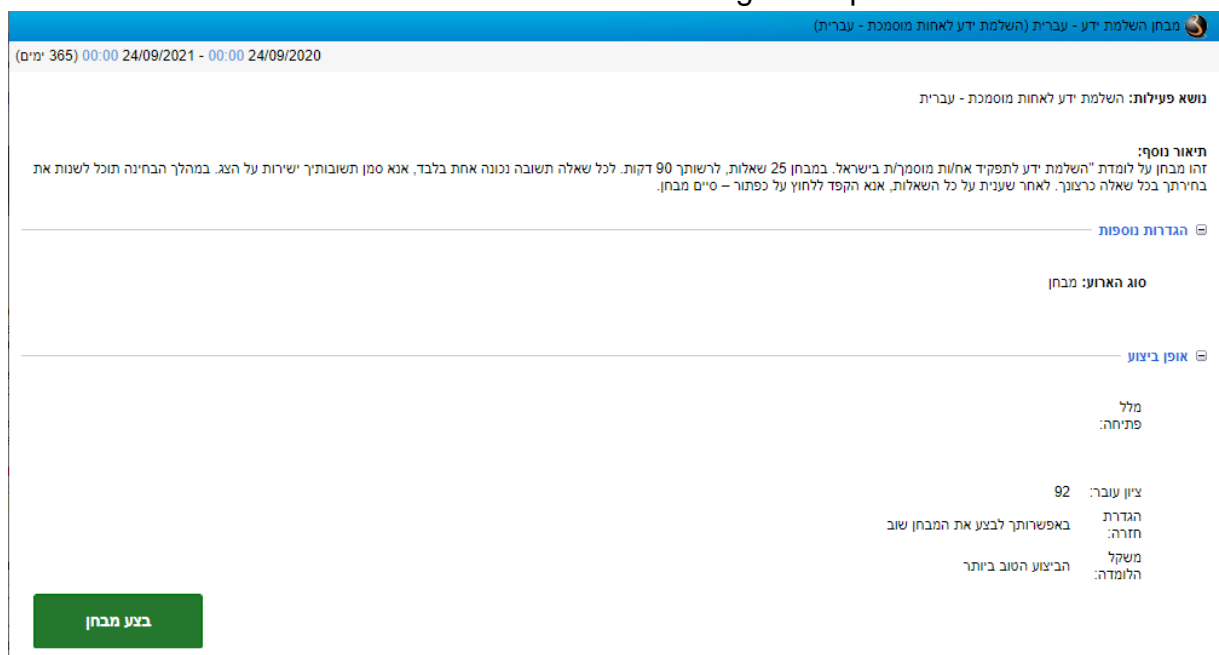 מבחן השלמת ידע - עברית (השלמת ידע לאחות מוסמכת - עברית)
24/09/2020 00:00 - 24/09/2021 00:00 (365 ימים)
נושא פעילות: השלמת ידע לאחות מוסמכת - עברית
תיאור נוסף:
זהו מבחן על לומדת "השלמת ידע לתפקיד אח/ות מוסמך/ת בישראל. במבחן 25 שאלות, לרשותך 90 דקות. לכל שאלה תשובה נכונה אחת בלבד, אנא סמן תשובותיך ישירות על הצג. במהלך הבחינה תוכל לשנות את
בחירתך בכל שאלה כרצונך. לאחר שענית על כל השאלות, אנא הקפד ללחוץ על כפתור – סיים מבחן.
הגדרות נוספות
סוג הארוע: מבחן
אופן ביצוע
מלל
פתיחה:
ציון עובר: 92
הגדרת
חזרה: באפשרותך לבצע את המבחן שוב
משקל
הלומדה: הביצוע הטוב ביותר
בצע מבחן